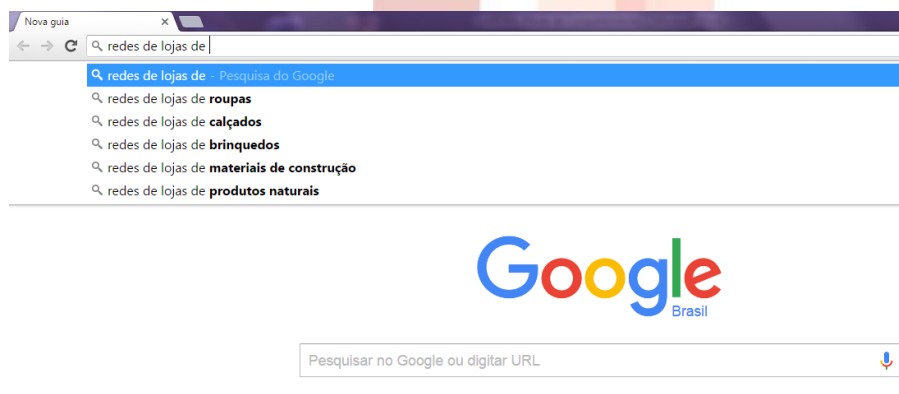 Nova guia
redes de lojas de
redes de lojas de - Pesquisa do Google
redes de lojas de roupas
redes de lojas de calçados
redes de lojas de brinquedos
redes de lojas de materiais de construção
redes de lojas de produtos naturais
Google
Brasil
Pesquisar no Google ou digitar URL